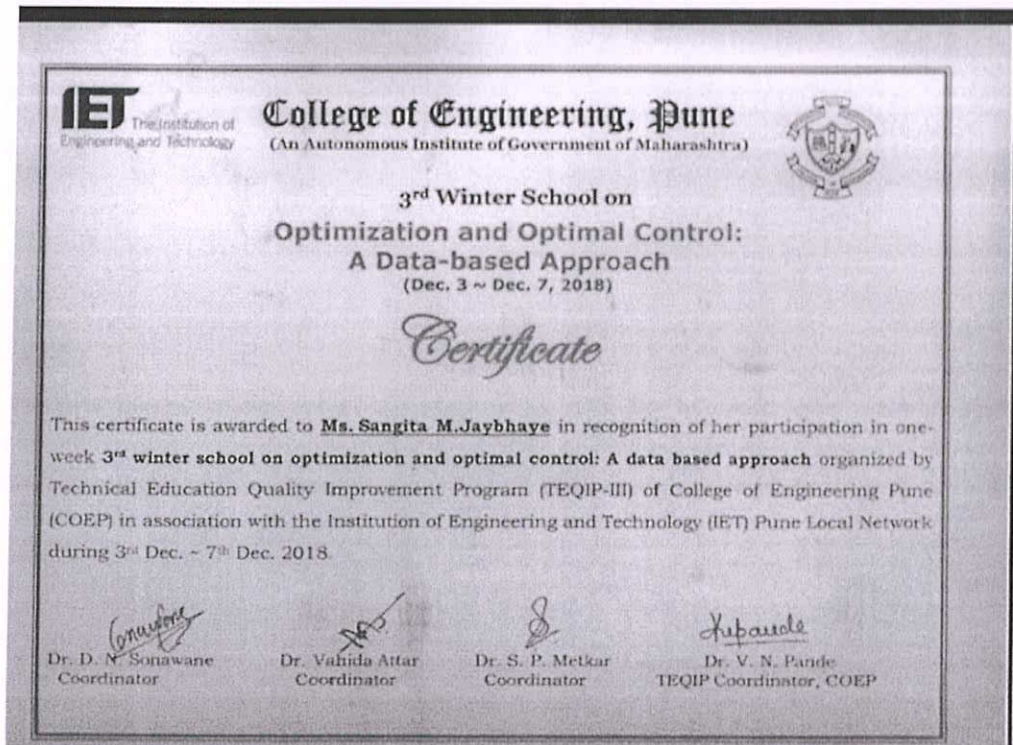 IET The Institution of
Engineering and Technology
College of Engineering, Pune
(An Autonomous Institute of Government of Maharashtra)
3rd Winter School on
Optimization and Optimal Control:
A Data-based Approach
(Dec. 3 ~ Dec. 7, 2018)
Certificate
This certificate is awarded to Ms. Sangita M.Jaybhaye in recognition of her participation in one-
week 3rd winter school on optimization and optimal control: A data based approach organized by
Technical Education Quality Improvement Program (TEQIP-III) of College of Engineering Pune
(COEP) in association with the Institution of Engineering and Technology (IET) Pune Local Network
during 3rd Dec. ~ 7th Dec. 2018.
Dr. D. N. Sonawane Dr. Vahida Attar Dr. S. P. Metkar Dr. V. N. Pande
Coordinator Coordinator Coordinator TEQIP Coordinator, COEP